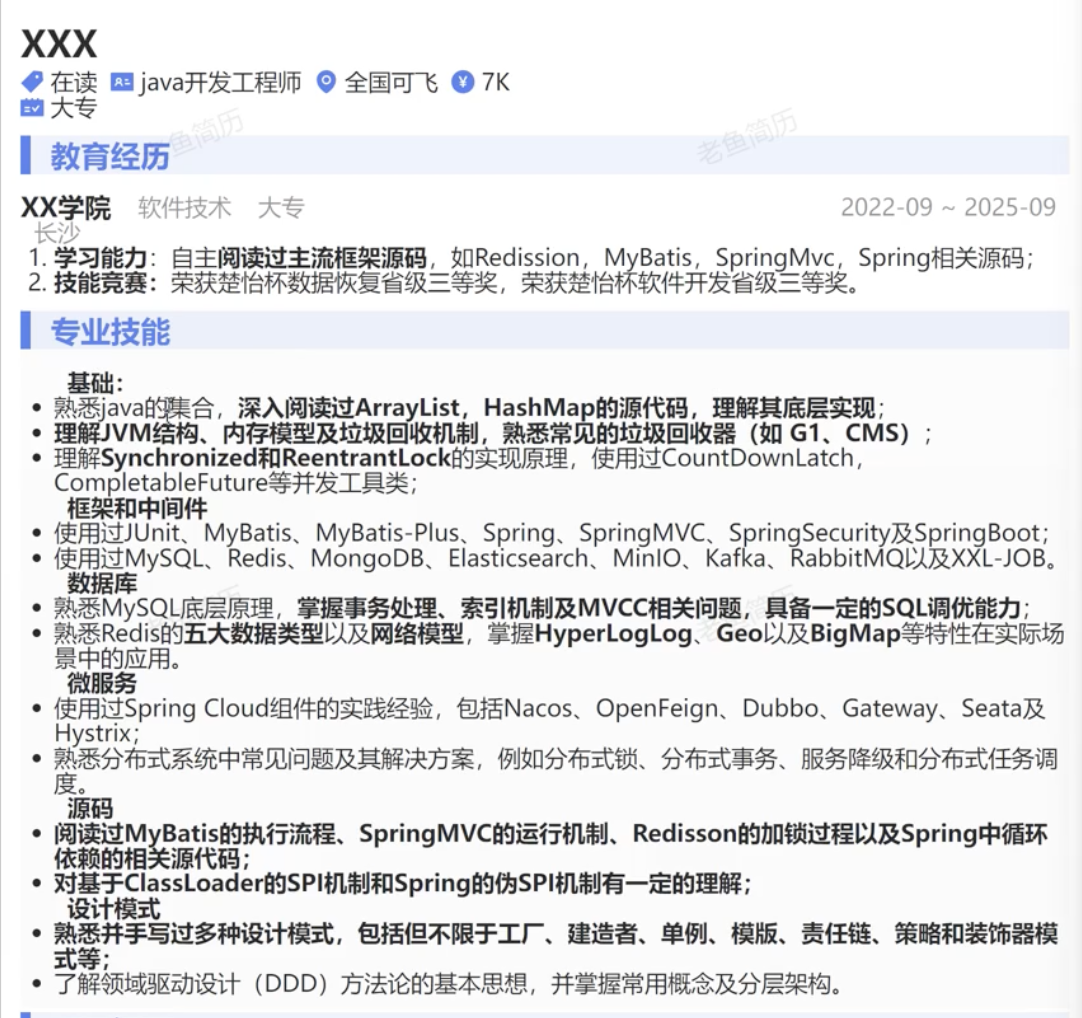 XXX
在读 java开发工程师 全国可飞 7K
大专
老鱼简历 老鱼简历
教育经历
XX学院 软件技术 大专 2022-09 ~ 2025-09
长沙
1. 学习能力：自主阅读过主流框架源码，如Redission，MyBatis，SpringMvc，Spring相关源码；
2. 技能竞赛：荣获楚怡杯数据恢复省级三等奖，荣获楚怡杯软件开发省级三等奖。
专业技能
基础：
• 熟悉java的集合，深入阅读过ArrayList，HashMap的源代码，理解其底层实现；
• 理解JVM结构、内存模型及垃圾回收机制，熟悉常见的垃圾回收器（如 G1、CMS）；
• 理解Synchronized和ReentrantLock的实现原理，使用过CountDownLatch，
CompletableFuture等并发工具类；
框架和中间件
• 使用过JUnit、MyBatis、MyBatis-Plus、Spring、SpringMVC、SpringSecurity及SpringBoot；
• 使用过MySQL、Redis、MongoDB、Elasticsearch、MinIO、Kafka、RabbitMQ以及XXL-JOB。
数据库
• 熟悉MySQL底层原理，掌握事务处理、索引机制及MVCC相关问题，具备一定的SQL调优能力；
• 熟悉Redis的五大数据类型以及网络模型，掌握HyperLogLog、Geo以及BigMap等特性在实际场
景中的应用。
微服务
• 使用过Spring Cloud组件的实践经验，包括Nacos、OpenFeign、Dubbo、Gateway、Seata及
Hystrix；
• 熟悉分布式系统中常见问题及其解决方案，例如分布式锁、分布式事务、服务降级和分布式任务调
度。
源码
• 阅读过MyBatis的执行流程、SpringMVC的运行机制、Redisson的加锁过程以及Spring中循环
依赖的相关源代码；
• 对基于ClassLoader的SPI机制和Spring的伪SPI机制有一定的理解；
设计模式
• 熟悉并手写过多种设计模式，包括但不限于工厂、建造者、单例、模版、责任链、策略和装饰器模
式等；
• 了解领域驱动设计（DDD）方法论的基本思想，并掌握常用概念及分层架构。